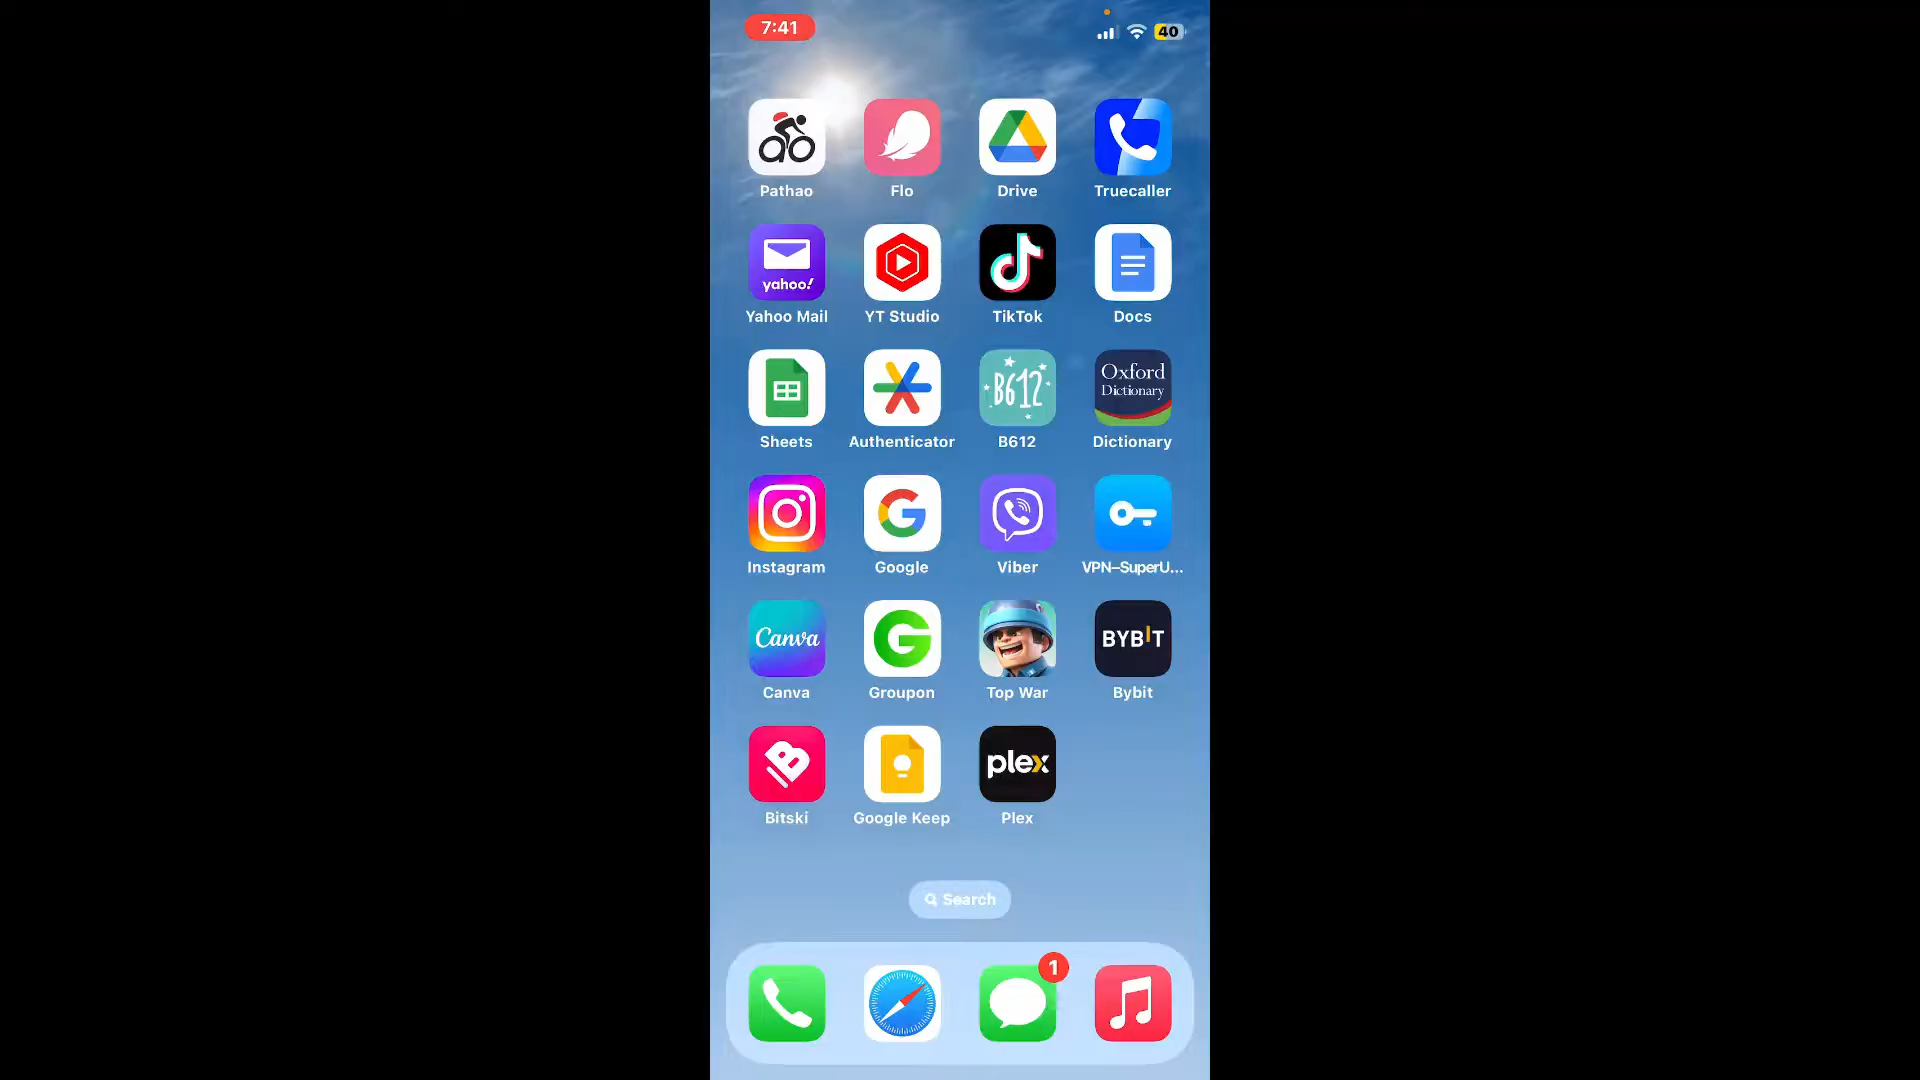 7:41
40
Pathao Flo Drive Truecaller
yahoo!
Yahoo Mail YT Studio TikTok Docs
B612
Oxford
Dictionary
Sheets Authenticator B612 Dictionary
Instagram Google Viber VPN–SuperU...
Canva
BYBIT
Canva Groupon Top War Bybit
plex
Bitski Google Keep Plex
Search
1